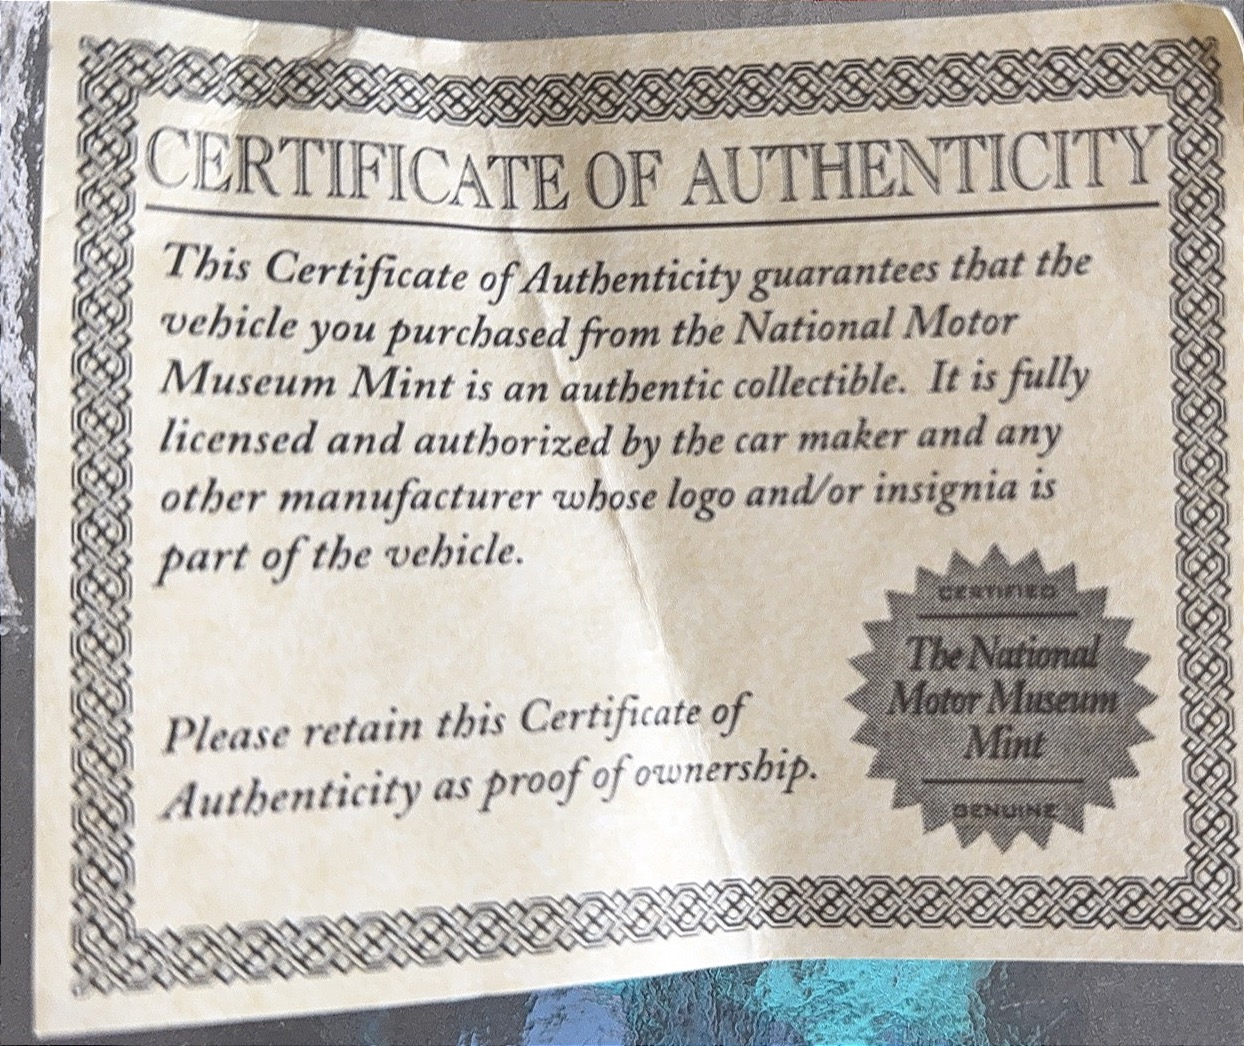 CERTIFICATE OF AUTHENTICITY
This Certificate of Authenticity guarantees that the
vehicle you purchased from the National Motor
Museum Mint is an authentic collectible. It is fully
licensed and authorized by the car maker and any
other manufacturer whose logo and/or insignia is
part of the vehicle.
Please retain this Certificate of
Authenticity as proof of ownership.
CERTIFIED
The National
Motor Museum
Mint
GENUINE